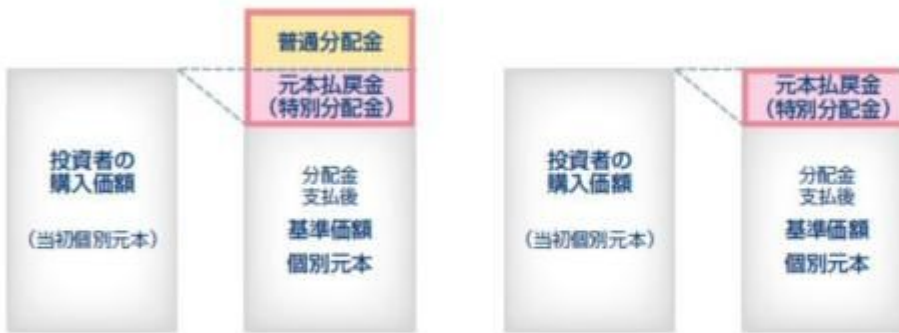 普通分配金
元本払戻金
(特別分配金)
投資者の
購入価額
(当初個別元本)
分配金
支払後
基準価額
個別元本
元本払戻金
(特別分配金)
投資者の
購入価額
(当初個別元本)
分配金
支払後
基準価額
個別元本